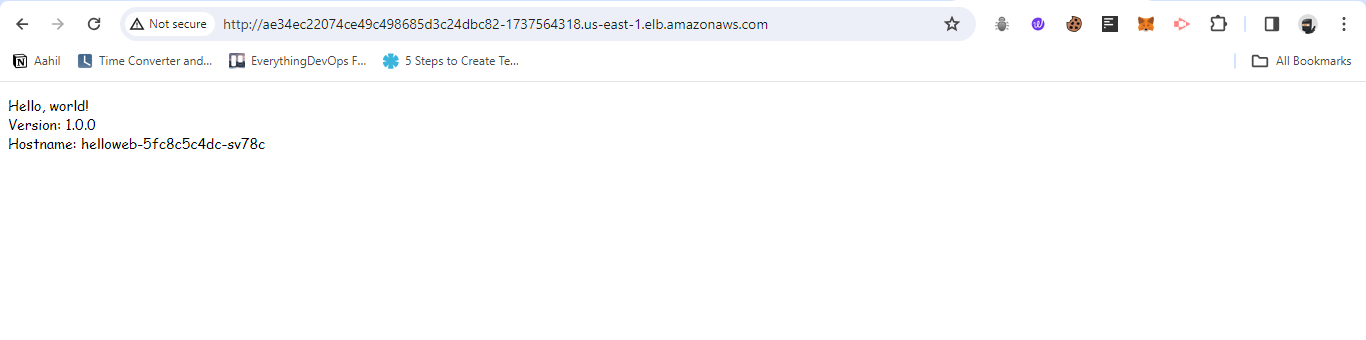 Not secure http://ae34ec22074ce49c498685d3c24dbc82-1737564318.us-east-1.elb.amazonaws.com
Aahil Time Converter and... EverythingDevOps F... 5 Steps to Create Te... All Bookmarks
Hello, world!
Version: 1.0.0
Hostname: helloweb-5fc8c5c4dc-sv78c